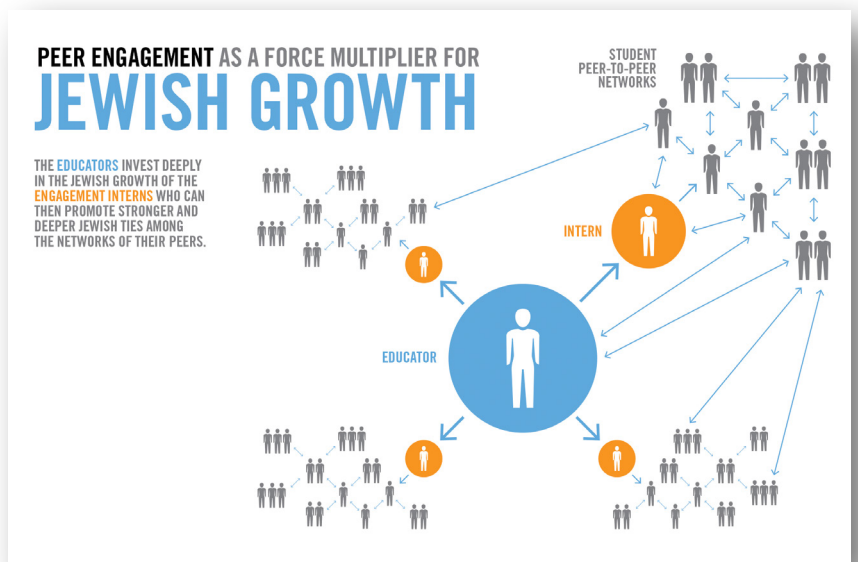 PEER ENGAGEMENT AS A FORCE MULTIPLIER FOR
JEWISH GROWTH
THE EDUCATORS INVEST DEEPLY
IN THE JEWISH GROWTH OF THE
ENGAGEMENT INTERNS WHO CAN
THEN PROMOTE STRONGER AND
DEEPER JEWISH TIES AMONG
THE NETWORKS OF THEIR PEERS.
STUDENT
PEER-TO-PEER
NETWORKS
INTERN
EDUCATOR